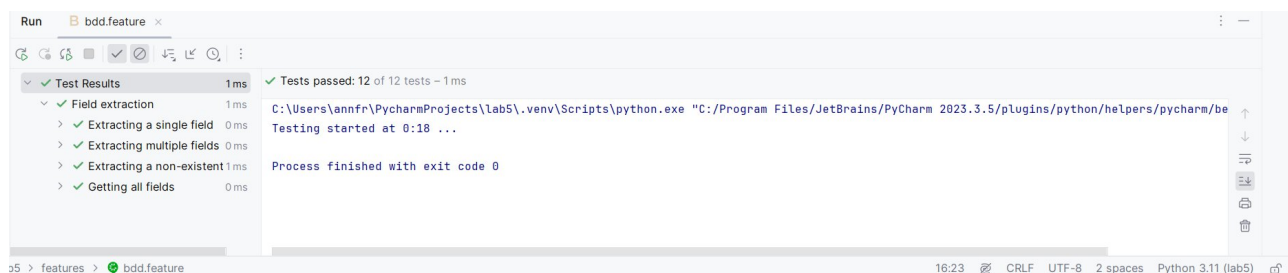 Run B bdd.feature ×
Test Results 1 ms
Field extraction 1 ms
Extracting a single field 0 ms
Extracting multiple fields 0 ms
Extracting a non-existent 1 ms
Getting all fields 0 ms
Tests passed: 12 of 12 tests – 1 ms
C:\Users\annfr\PycharmProjects\lab5\.venv\Scripts\python.exe "C:/Program Files/JetBrains/PyCharm 2023.3.5/plugins/python/helpers/pycharm/be
Testing started at 0:18 ...
Process finished with exit code 0
b5 > features > bdd.feature
16:23 CRLF UTF-8 2 spaces Python 3.11 (lab5)